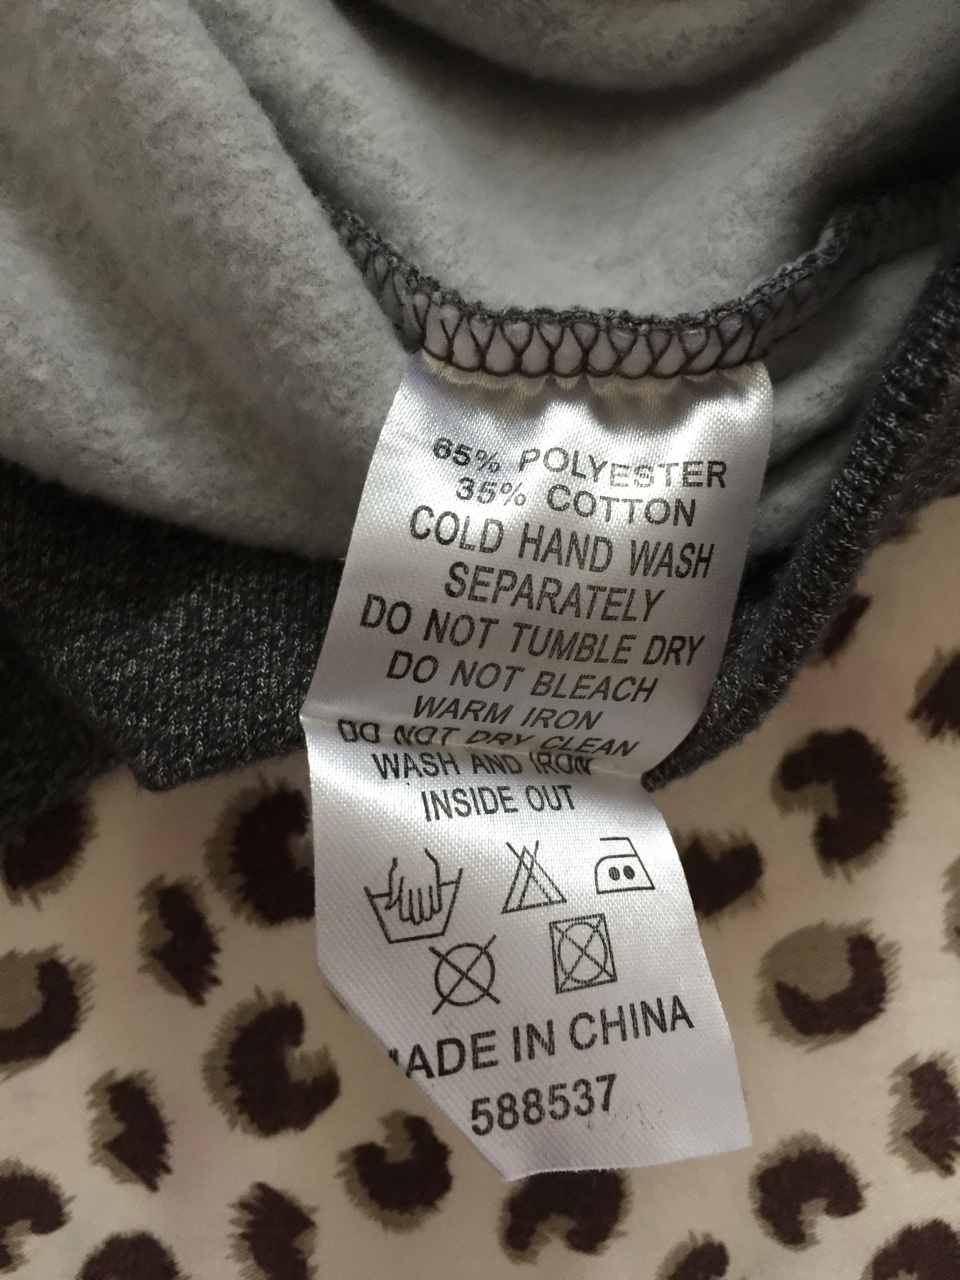 65% POLYESTER
35% COTTON
COLD HAND WASH
SEPARATELY
DO NOT TUMBLE DRY
DO NOT BLEACH
WARM IRON
DO NOT DRY CLEAN
WASH AND IRON
INSIDE OUT
ADE IN CHINA
588537